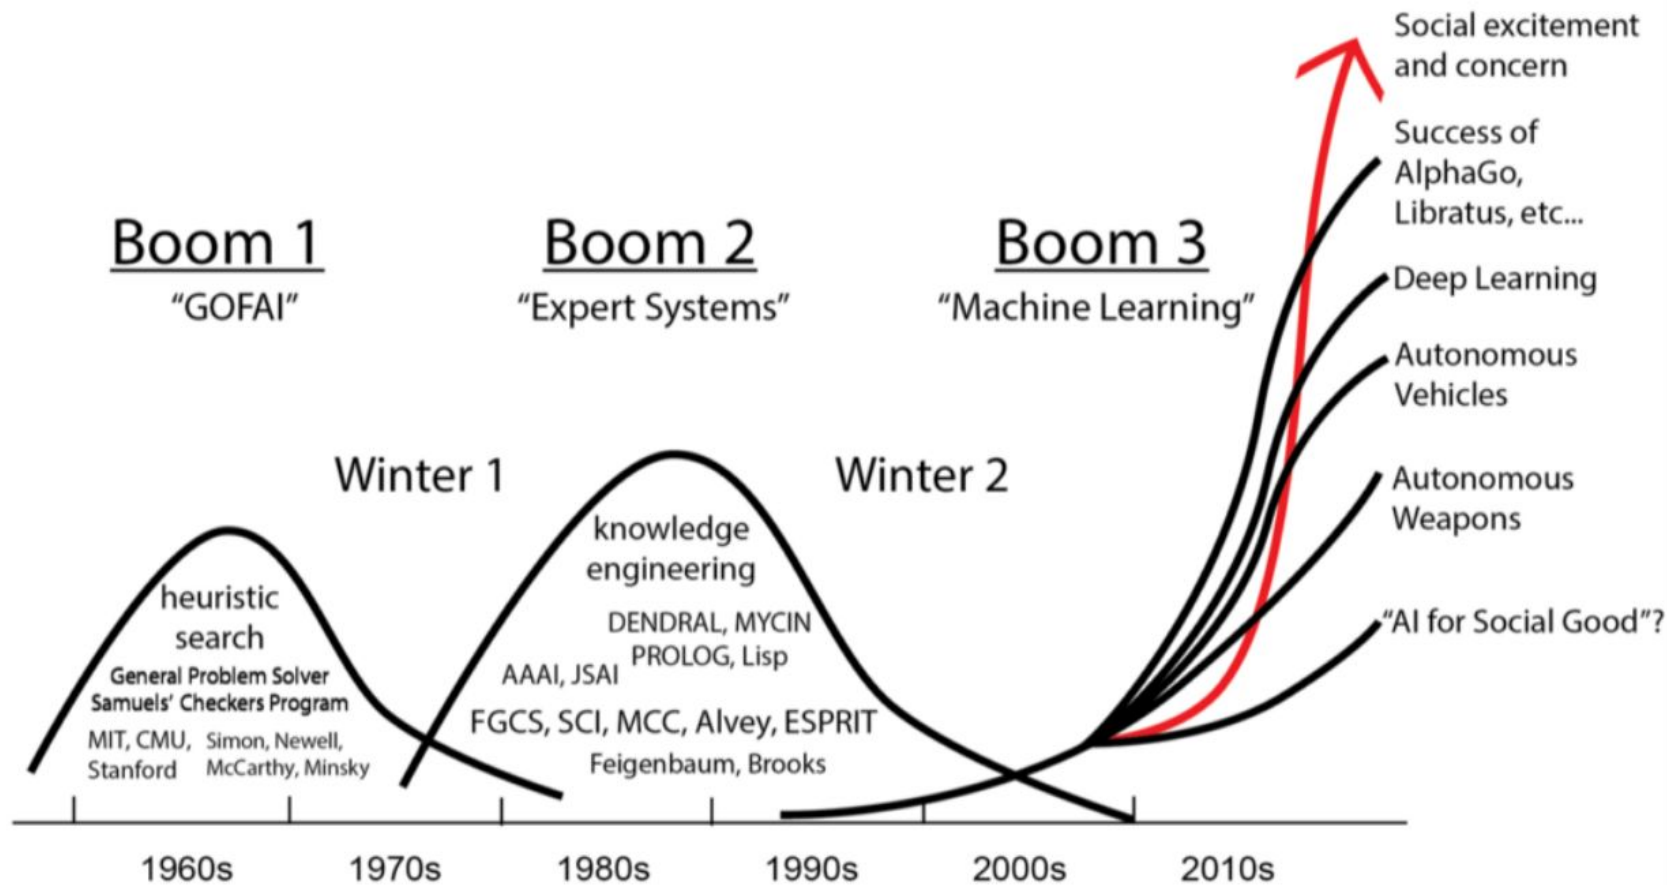 Social excitement
and concern
Success of
AlphaGo,
Libratus, etc...
Deep Learning
Autonomous
Vehicles
Autonomous
Weapons
“AI for Social Good”?
Boom 1
“GOFAI”
Boom 2
“Expert Systems”
Boom 3
“Machine Learning”
Winter 1
Winter 2
heuristic
search
General Problem Solver
Samuels’ Checkers Program
MIT, CMU,
Stanford
Simon, Newell,
McCarthy, Minsky
knowledge
engineering
DENDRAL, MYCIN
PROLOG, Lisp
AAAI, JSAI
FGCS, SCI, MCC, Alvey, ESPRIT
Feigenbaum, Brooks
1960s 1970s 1980s 1990s 2000s 2010s